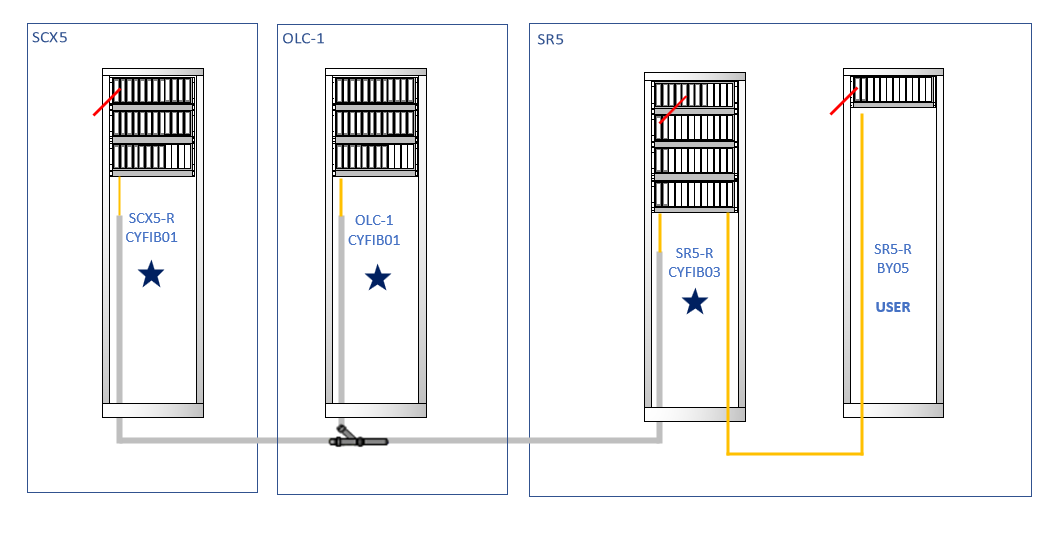 SCX5
OLC-1
SR5
SCX5-R
CYFIB01
OLC-1
CYFIB01
SR5-R
CYFIB03
SR5-R
BY05
USER